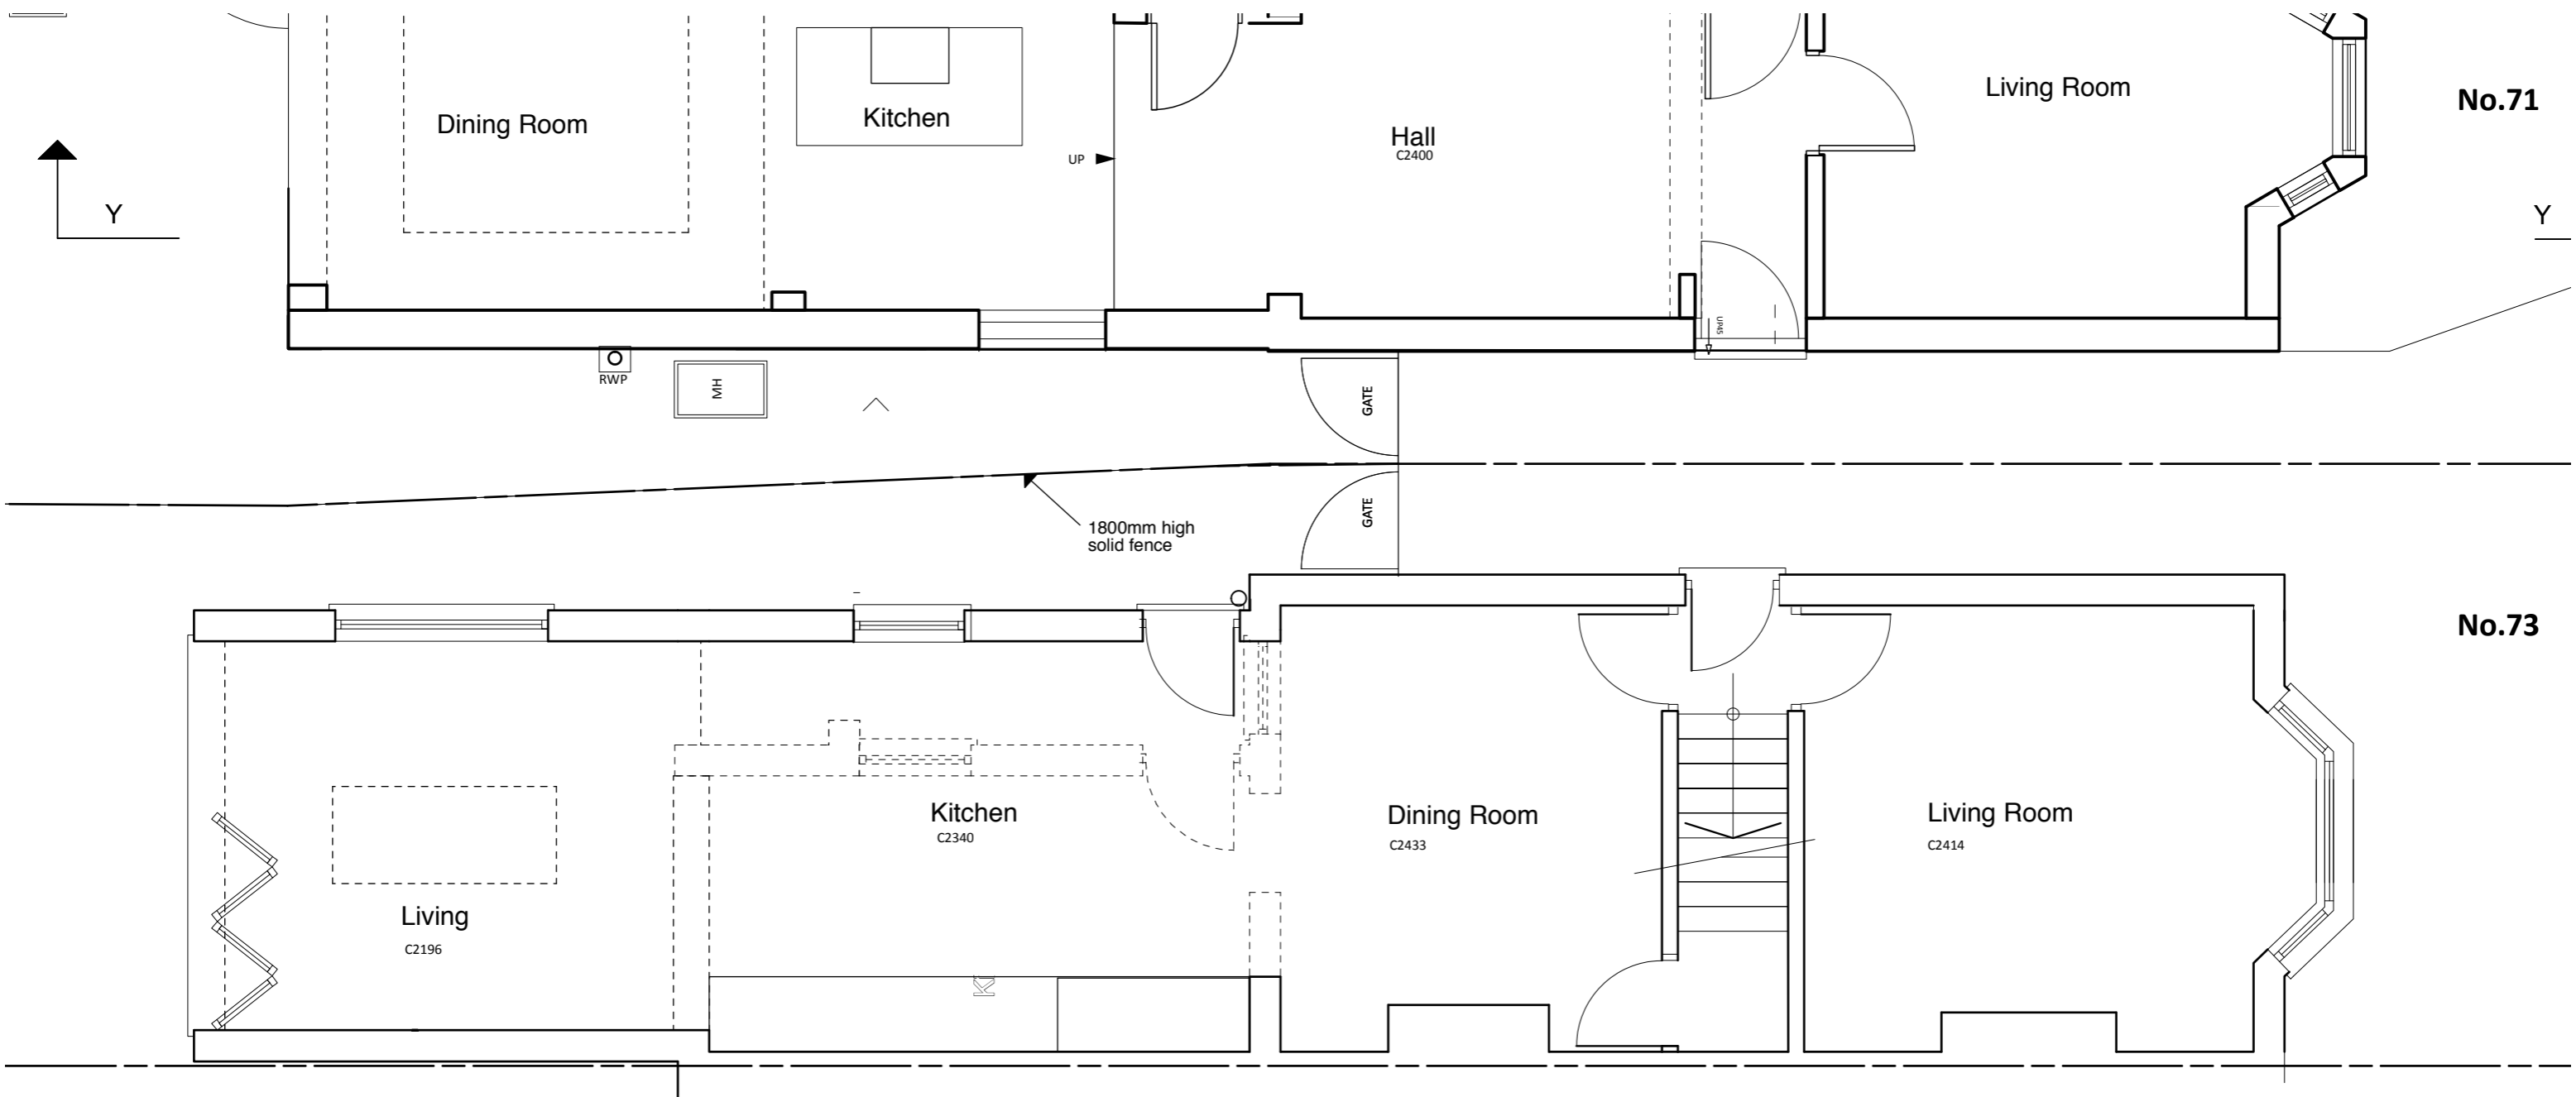 Living Room
No.71
Kitchen
Dining Room
Hall
C2400
UP
Y
Y
UP45
RWP
MH
GATE
GATE
1800mm high
solid fence
No.73
Kitchen
C2340
Dining Room
C2433
Living Room
C2414
Living
C2196